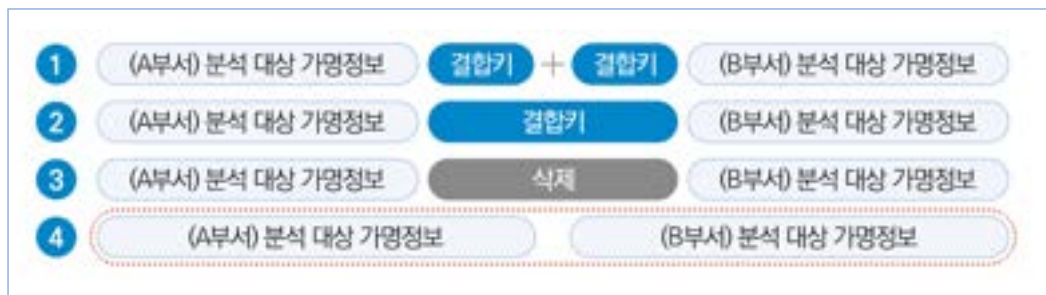 1 (A부서) 분석 대상 가명정보 결합키 + 결합키 (B부서) 분석 대상 가명정보
2 (A부서) 분석 대상 가명정보 결합키 (B부서) 분석 대상 가명정보
3 (A부서) 분석 대상 가명정보 삭제 (B부서) 분석 대상 가명정보
4 (A부서) 분석 대상 가명정보 (B부서) 분석 대상 가명정보